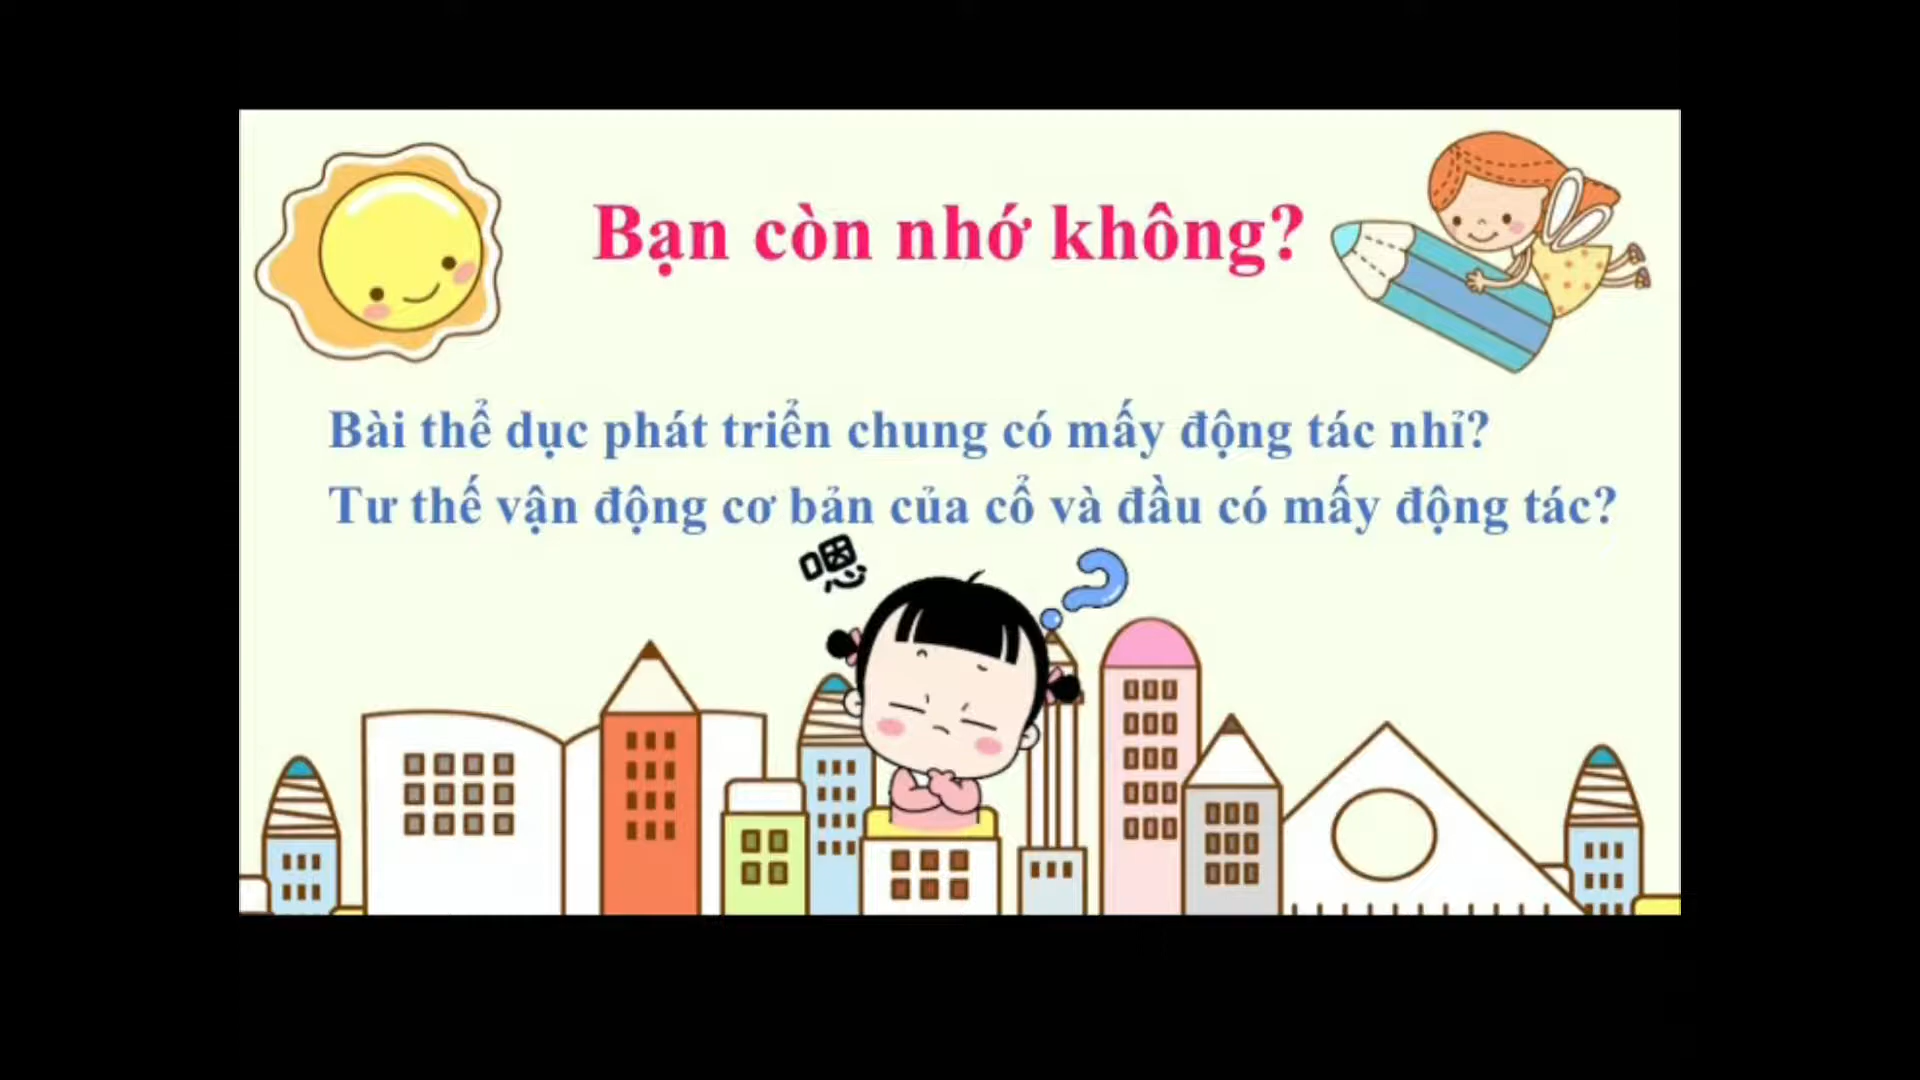 Bạn còn nhớ không?
Bài thể dục phát triển chung có mấy động tác nhỉ?
Tư thế vận động cơ bản của cổ và đầu có mấy động tác?
嗯
?